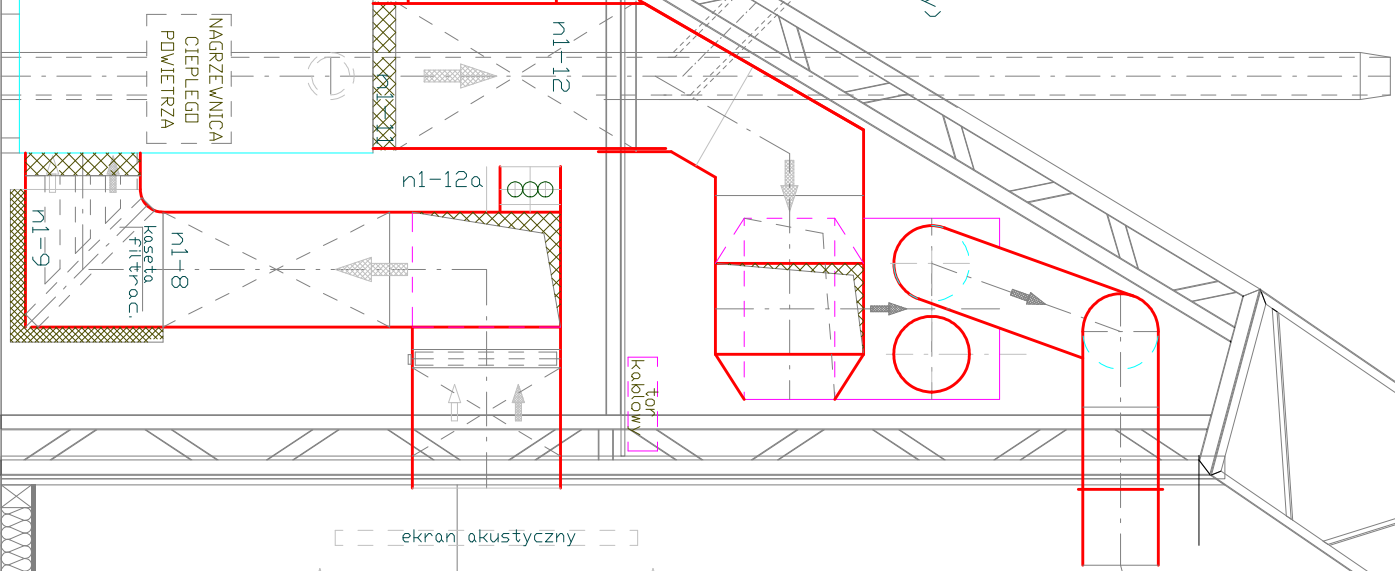 NAGRZEWNICA
CIEPLEGO
POWIETRZA
n1-12
n1-11
n1-12a
n1-9
kaseta
filtrac.
n1-8
tor
kablowy
ekran akustyczny